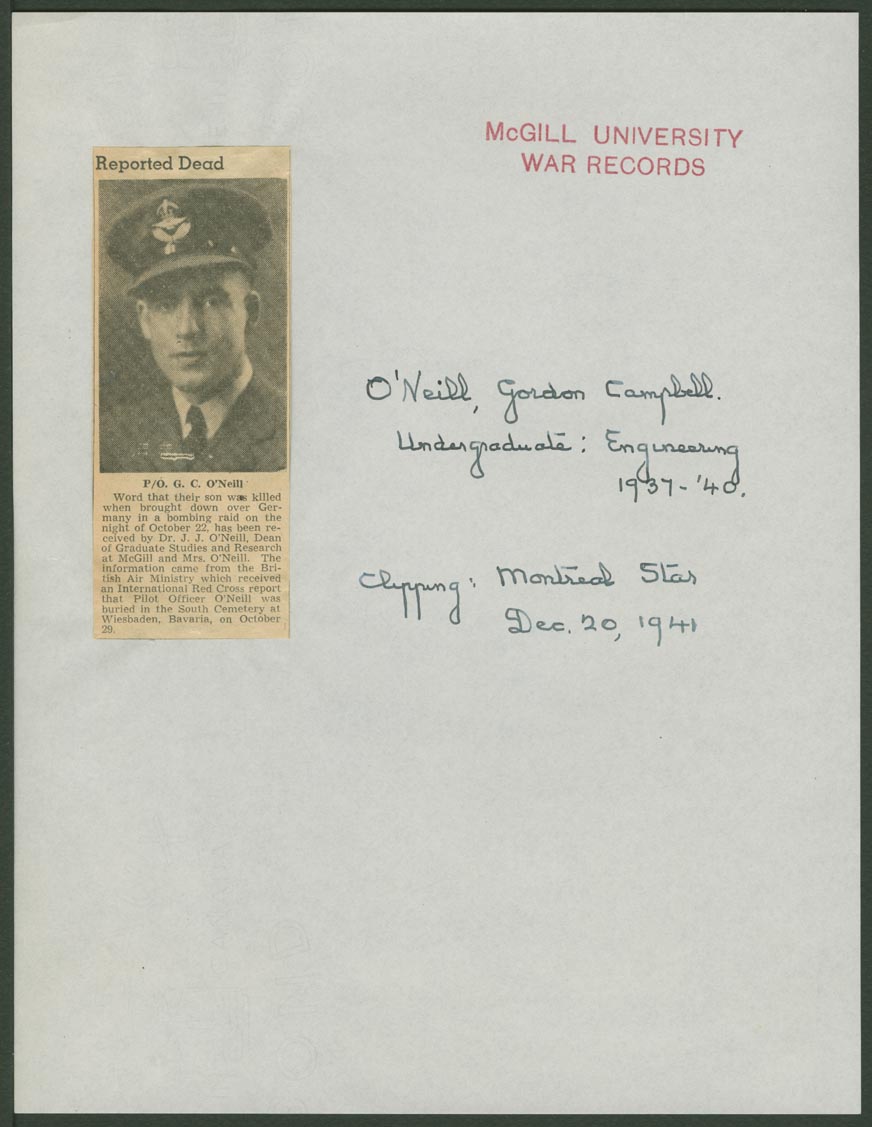 McGILL UNIVERSITY
WAR RECORDS
Reported Dead
P/O. G. C. O'Neill
Word that their son was killed
when brought down over Ger-
many in a bombing raid on the
night of October 22, has been re-
ceived by Dr. J. J. O'Neill, Dean
of Graduate Studies and Research
at McGill and Mrs. O'Neill. The
information came from the Bri-
tish Air Ministry which received
an International Red Cross report
that Pilot Officer O'Neill was
buried in the South Cemetery at
Wiesbaden, Bavaria, on October
29.
O'Neill, Gordon Campbell.
Undergraduate: Engineering
1937-'40.
Clipping: Montreal Star
Dec. 20, 1941